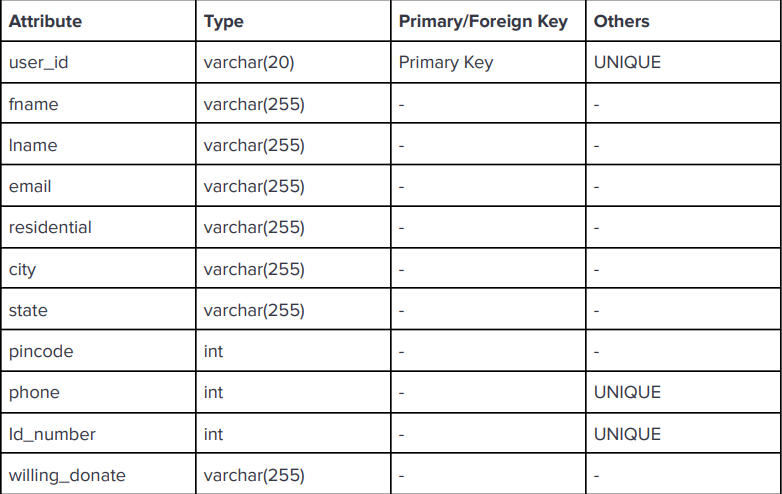 Attribute Type Primary/Foreign Key Others
user_id varchar(20) Primary Key UNIQUE
fname varchar(255) - -
lname varchar(255) - -
email varchar(255) - -
residential varchar(255) - -
city varchar(255) - -
state varchar(255) - -
pincode int - -
phone int - UNIQUE
Id_number int - UNIQUE
willing_donate varchar(255) - -